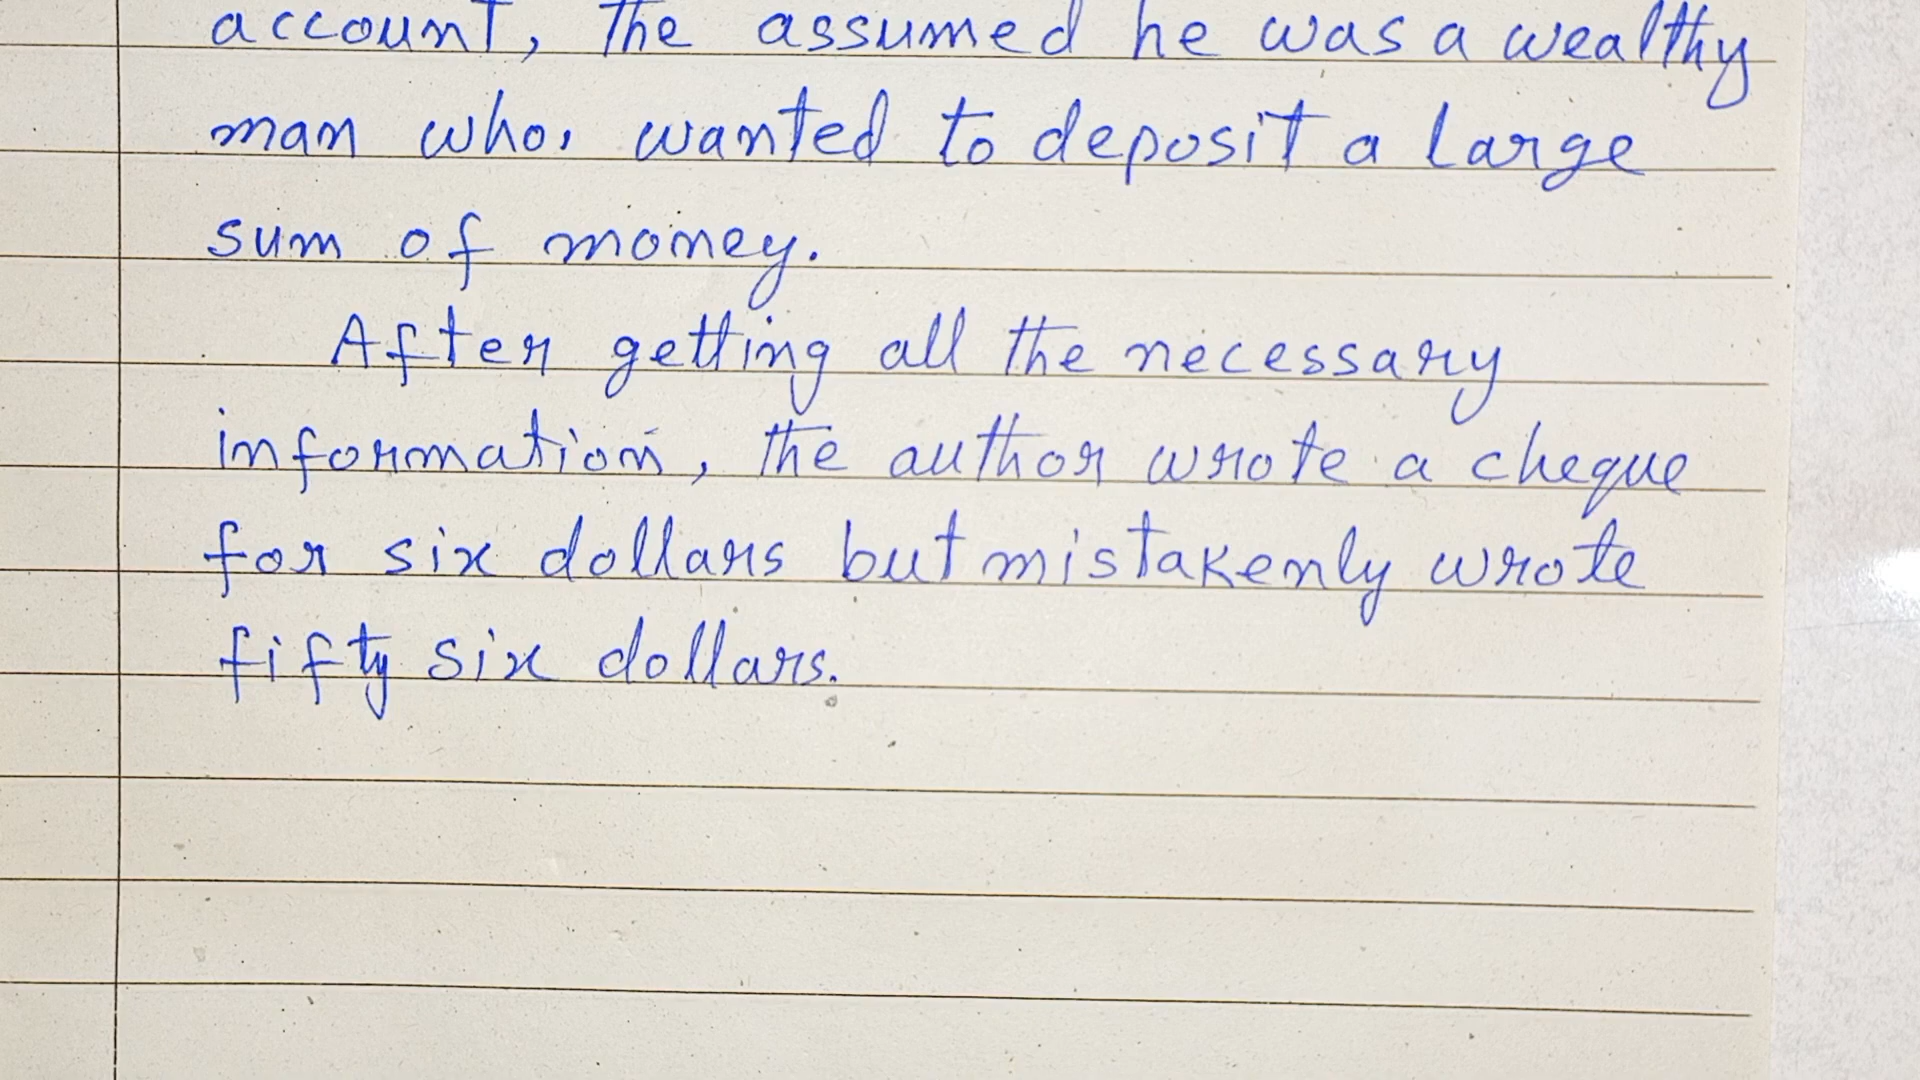 account, The assumed he was a wealthy
man who, wanted to deposit a large
sum of money.
After getting all the necessary
information, the author wrote a cheque
for six dollars but mistakenly wrote
fifty six dollars.